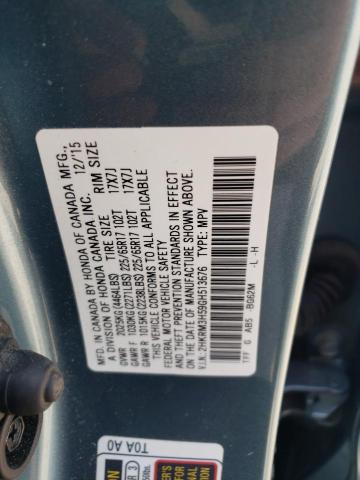 MFD. IN CANADA BY HONDA OF CANADA MFG.,
A DIVISION OF HONDA CANADA INC. 12/15
TIRE SIZE RIM SIZE
GVWR 2025KG(4464LBS)
GAWR F 1030KG(2271LBS) 225/65R17 102T 17X7J
GAWR R 1015KG(2238LBS) 225/65R17 102T 17X7J
THIS VEHICLE CONFORMS TO ALL APPLICABLE
FEDERAL MOTOR VEHICLE SAFETY STANDARDS IN EFFECT
ON THE DATE OF MANUFACTURE SHOWN ABOVE.
V.I.N.: 2HKRM3H59GH513676 TYPE: MPV
TFF G AB5 -BG62M -L -H
T0A A0